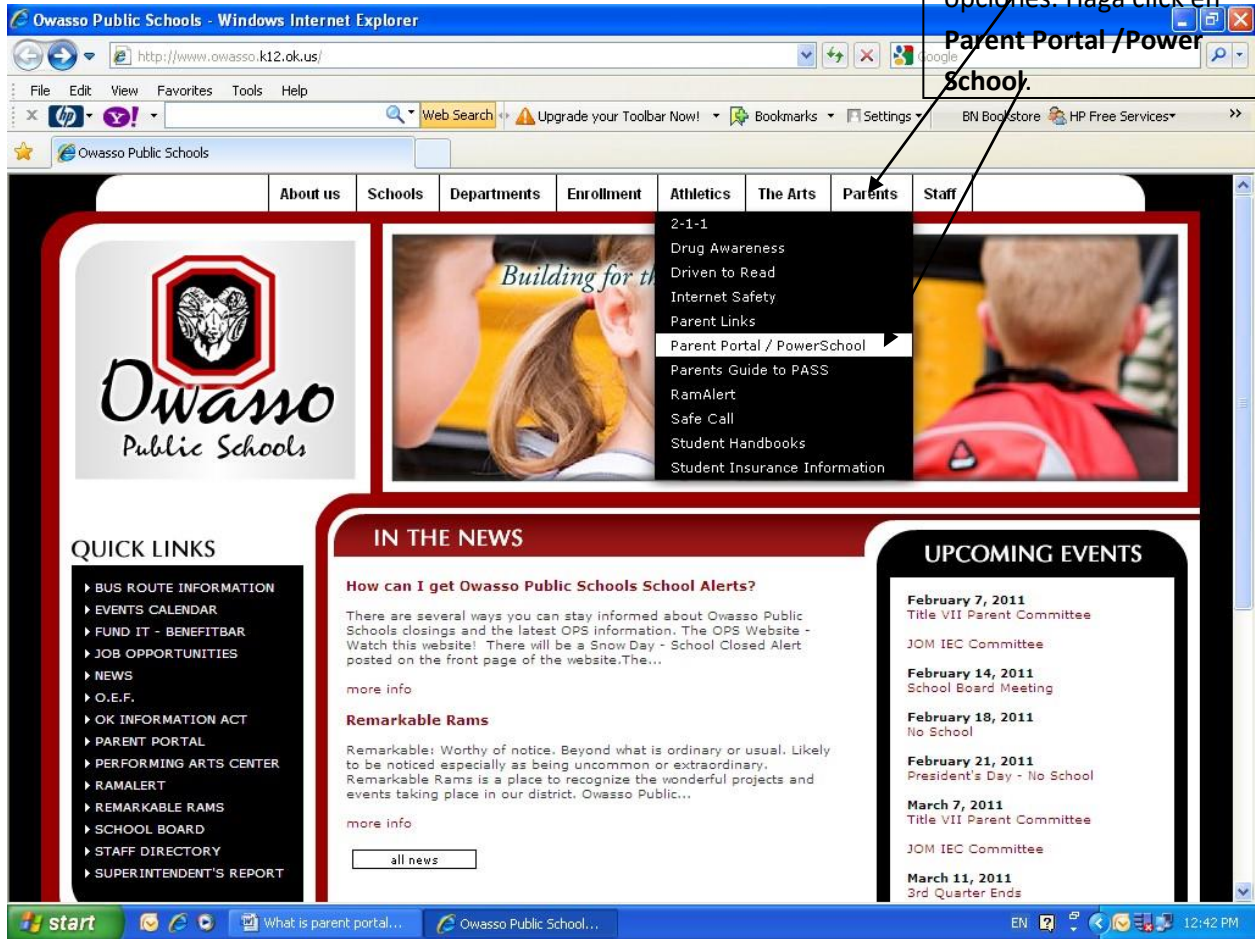 opciones. Haga click en
Parent Portal /Power
School.
Owasso Public Schools - Windows Internet Explorer
http://www.owasso.k12.ok.us/
Google
File Edit View Favorites Tools Help
Web Search Upgrade your Toolbar Now! Bookmarks Settings BN Bookstore HP Free Services
Owasso Public Schools
About us Schools Departments Enrollment Athletics The Arts Parents Staff
2-1-1
Drug Awareness
Driven to Read
Internet Safety
Parent Links
Parent Portal / PowerSchool
Parents Guide to PASS
RamAlert
Safe Call
Student Handbooks
Student Insurance Information
Building for
Owasso
Public Schools
QUICK LINKS
BUS ROUTE INFORMATION
EVENTS CALENDAR
FUND IT - BENEFITBAR
JOB OPPORTUNITIES
NEWS
O.E.F.
OK INFORMATION ACT
PARENT PORTAL
PERFORMING ARTS CENTER
RAMALERT
REMARKABLE RAMS
SCHOOL BOARD
STAFF DIRECTORY
SUPERINTENDENT'S REPORT
IN THE NEWS
How can I get Owasso Public Schools School Alerts?
There are several ways you can stay informed about Owasso Public
Schools closings and the latest OPS information. The OPS Website -
Watch this website! There will be a Snow Day - School Closed Alert
posted on the front page of the website.The...
more info
Remarkable Rams
Remarkable: Worthy of notice. Beyond what is ordinary or usual. Likely
to be noticed especially as being uncommon or extraordinary.
Remarkable Rams is a place to recognize the wonderful projects and
events taking place in our district. Owasso Public...
more info
all news
UPCOMING EVENTS
February 7, 2011
Title VII Parent Committee
JOM IEC Committee
February 14, 2011
School Board Meeting
February 18, 2011
No School
February 21, 2011
President's Day - No School
March 7, 2011
Title VII Parent Committee
JOM IEC Committee
March 11, 2011
3rd Quarter Ends
start What is parent portal... Owasso Public School... EN 12:42 PM